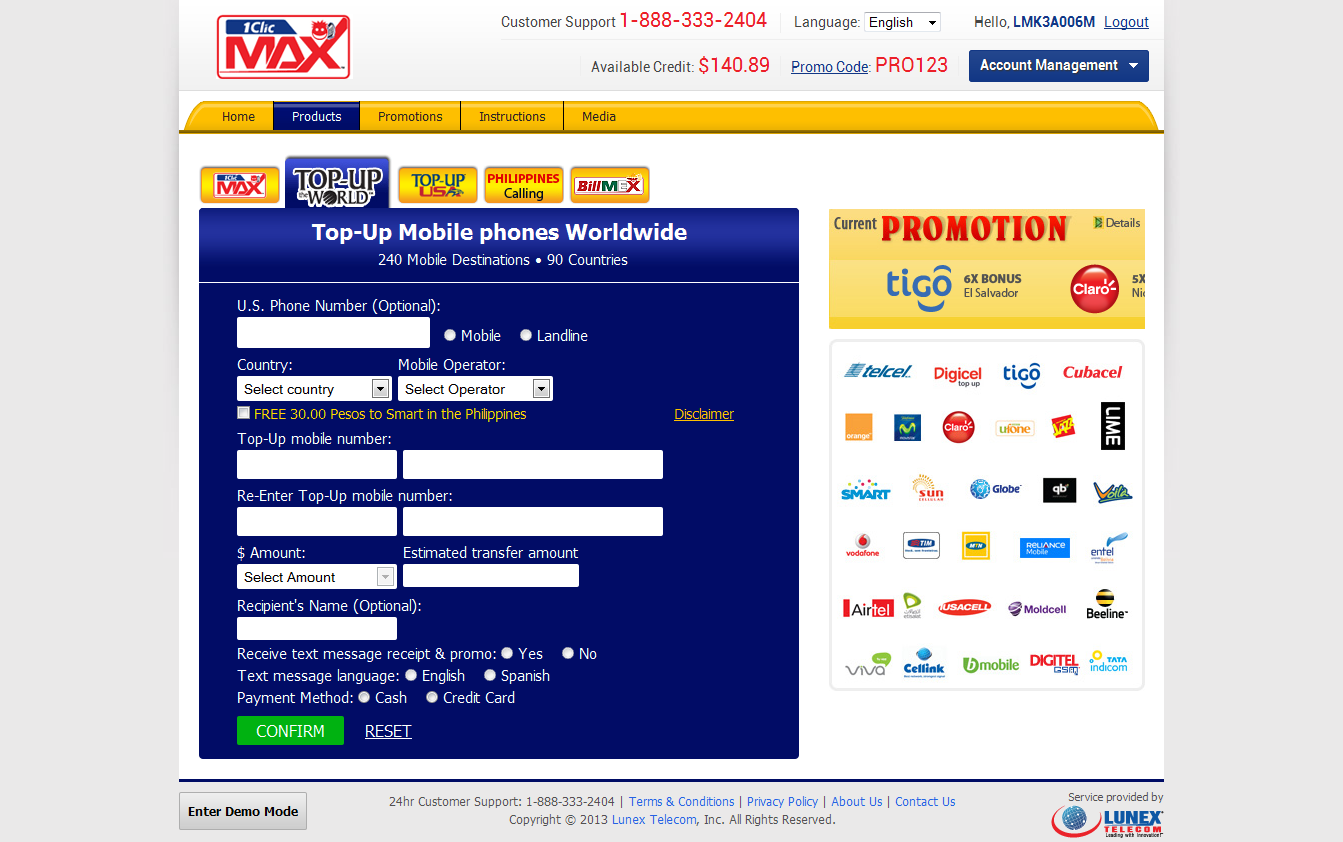 1Clic
MAX
Customer Support 1-888-333-2404
Language: English
Hello, LMK3A006M Logout
Available Credit: $140.89
Promo Code: PRO123
Account Management
Home
Products
Promotions
Instructions
Media
1Clic MAX
TOP-UP the WORLD
TOP-UP USA
PHILIPPINES Calling
BillMEX
Top-Up Mobile phones Worldwide
240 Mobile Destinations • 90 Countries
U.S. Phone Number (Optional):
Mobile
Landline
Country:
Mobile Operator:
Select country
Select Operator
FREE 30.00 Pesos to Smart in the Philippines
Disclaimer
Top-Up mobile number:
Re-Enter Top-Up mobile number:
$ Amount:
Estimated transfer amount
Select Amount
Recipient's Name (Optional):
Receive text message receipt & promo: Yes No
Text message language: English Spanish
Payment Method: Cash Credit Card
CONFIRM
RESET
Current PROMOTION
Details
tigo
6X BONUS
El Salvador
Claro
5X
Nic
telcel
Digicel
top up
tigo
Cubacel
orange
movistar
Claro
ufone
JAZZ
LIME
SMART
sun
CELLULAR
Globe
qb
Voilà
vodafone
TIM
MTN
RELIANCE
Mobile
entel
Airtel
etisalat
IUSACELL
Moldcell
Beeline
viva
Cellink
bmobile
DIGITEL
GSM
TATA
indicom
Enter Demo Mode
24hr Customer Support: 1-888-333-2404 | Terms & Conditions | Privacy Policy | About Us | Contact Us
Copyright © 2013 Lunex Telecom, Inc. All Rights Reserved.
Service provided by
LUNEX
TELECOM
Leading with innovation!